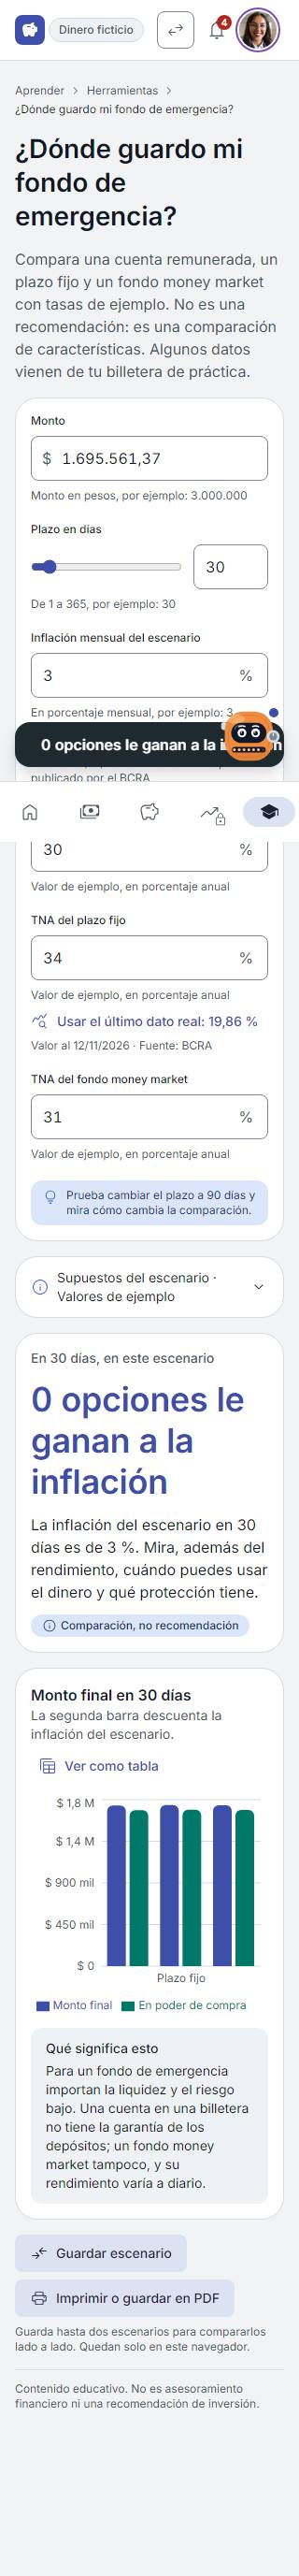 Dinero ficticio
4
Aprender > Herramientas >
¿Dónde guardo mi fondo de emergencia?
¿Dónde guardo mi
fondo de
emergencia?
Compara una cuenta remunerada, un
plazo fijo y un fondo money market
con tasas de ejemplo. No es una
recomendación: es una comparación
de características. Algunos datos
vienen de tu billetera de práctica.
Monto
$ 1.695.561,37
Monto en pesos, por ejemplo: 3.000.000
Plazo en días
30
De 1 a 365, por ejemplo: 30
Inflación mensual del escenario
3 %
En porcentaje mensual, por ejemplo: 3
0 opciones le ganan a la
publicado por el BCRA
30 %
Valor de ejemplo, en porcentaje anual
TNA del plazo fijo
34 %
Valor de ejemplo, en porcentaje anual
Usar el último dato real: 19,86 %
Valor al 12/11/2026 · Fuente: BCRA
TNA del fondo money market
31 %
Valor de ejemplo, en porcentaje anual
Prueba cambiar el plazo a 90 días y
mira cómo cambia la comparación.
Supuestos del escenario ·
Valores de ejemplo
En 30 días, en este escenario
0 opciones le
ganan a la
inflación
La inflación del escenario en 30
días es de 3 %. Mira, además del
rendimiento, cuándo puedes usar
el dinero y qué protección tiene.
Comparación, no recomendación
Monto final en 30 días
La segunda barra descuenta la
inflación del escenario.
Ver como tabla
$ 1,8 M
$ 1,4 M
$ 900 mil
$ 450 mil
$ 0
Plazo fijo
Monto final En poder de compra
Qué significa esto
Para un fondo de emergencia
importan la liquidez y el riesgo
bajo. Una cuenta en una billetera
no tiene la garantía de los
depósitos; un fondo money
market tampoco, y su
rendimiento varía a diario.
Guardar escenario
Imprimir o guardar en PDF
Guarda hasta dos escenarios para compararlos
lado a lado. Quedan solo en este navegador.
Contenido educativo. No es asesoramiento
financiero ni una recomendación de inversión.